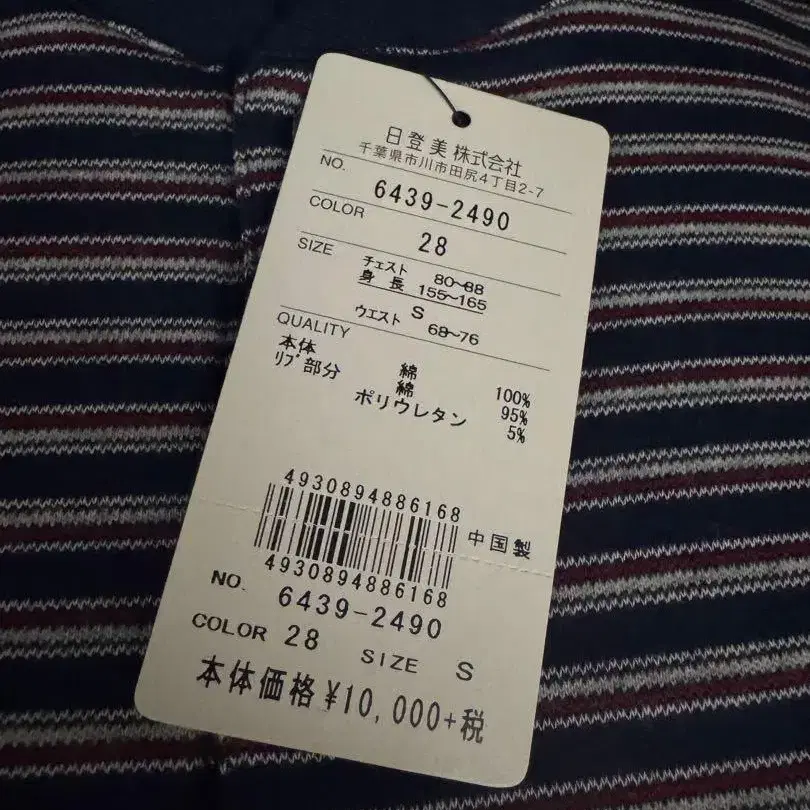 日登美株式会社
千葉県市川市田尻4丁目2-7
NO. 6439-2490
COLOR 28
SIZE チェスト 80~88
身長 155~165
S
ウエスト 68~76
QUALITY
本体 綿 100%
リブ部分 綿 95%
ポリウレタン 5%
4930894886168
中国製
4930894886168
NO. 6439-2490
COLOR 28 SIZE S
本体価格¥10,000+税